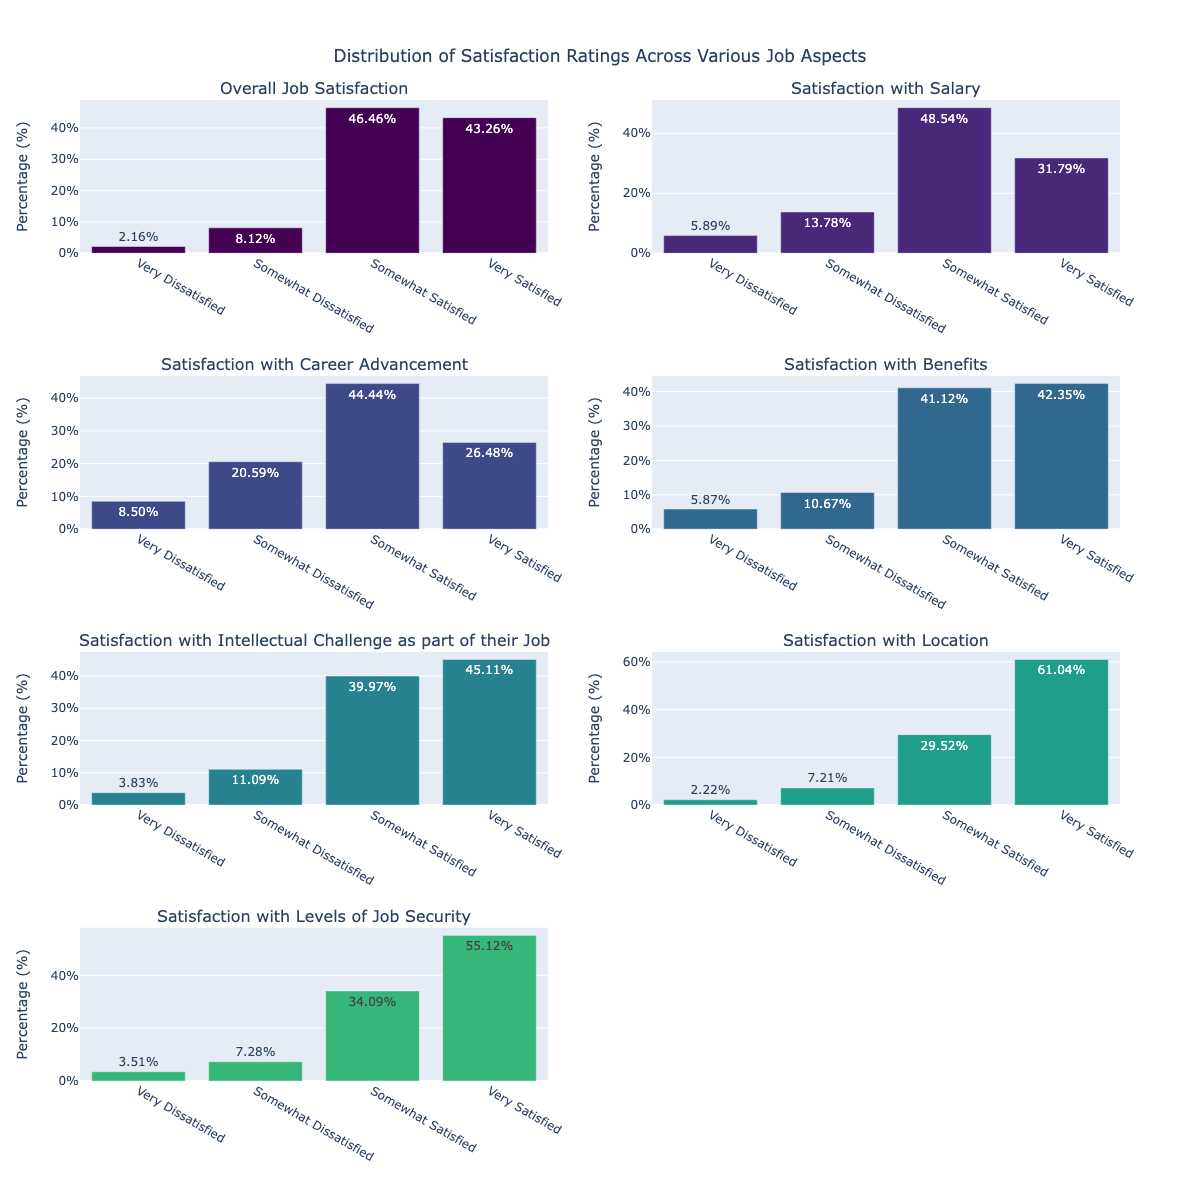 Distribution of Satisfaction Ratings Across Various Job Aspects
Overall Job Satisfaction
Percentage (%)
40%
30%
20%
10%
0%
2.16%
8.12%
46.46%
43.26%
Very Dissatisfied
Somewhat Dissatisfied
Somewhat Satisfied
Very Satisfied
Satisfaction with Salary
Percentage (%)
40%
20%
0%
5.89%
13.78%
48.54%
31.79%
Very Dissatisfied
Somewhat Dissatisfied
Somewhat Satisfied
Very Satisfied
Satisfaction with Career Advancement
Percentage (%)
40%
30%
20%
10%
0%
8.50%
20.59%
44.44%
26.48%
Very Dissatisfied
Somewhat Dissatisfied
Somewhat Satisfied
Very Satisfied
Satisfaction with Benefits
Percentage (%)
40%
30%
20%
10%
0%
5.87%
10.67%
41.12%
42.35%
Very Dissatisfied
Somewhat Dissatisfied
Somewhat Satisfied
Very Satisfied
Satisfaction with Intellectual Challenge as part of their Job
Percentage (%)
40%
30%
20%
10%
0%
3.83%
11.09%
39.97%
45.11%
Very Dissatisfied
Somewhat Dissatisfied
Somewhat Satisfied
Very Satisfied
Satisfaction with Location
Percentage (%)
60%
40%
20%
0%
2.22%
7.21%
29.52%
61.04%
Very Dissatisfied
Somewhat Dissatisfied
Somewhat Satisfied
Very Satisfied
Satisfaction with Levels of Job Security
Percentage (%)
40%
20%
0%
3.51%
7.28%
34.09%
55.12%
Very Dissatisfied
Somewhat Dissatisfied
Somewhat Satisfied
Very Satisfied